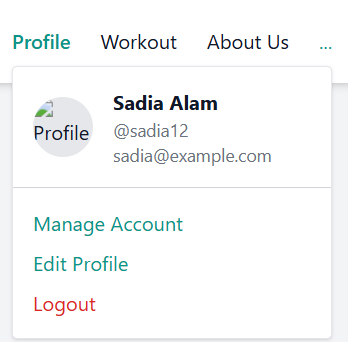 Profile Workout About Us ...
Sadia Alam
Profile
@sadia12
sadia@example.com
Manage Account
Edit Profile
Logout